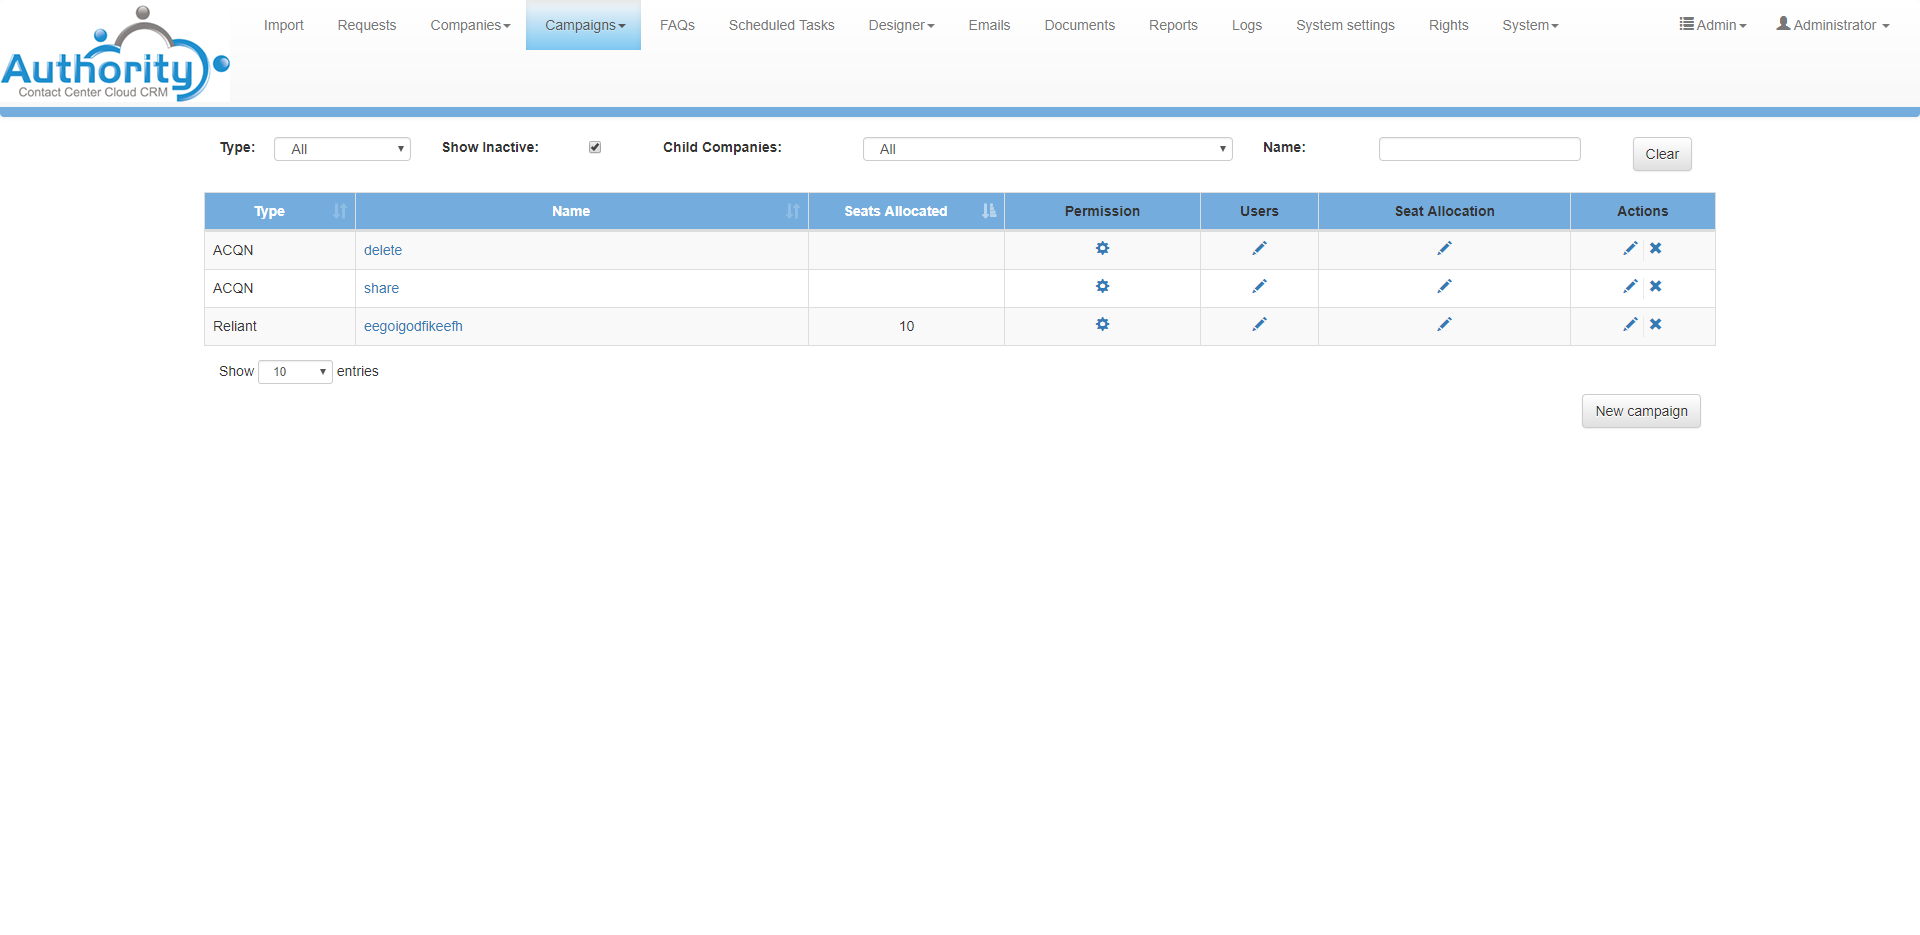 Authority
Contact Center Cloud CRM
Import Requests Companies Campaigns FAQs Scheduled Tasks Designer Emails Documents Reports Logs System settings Rights System Admin Administrator
Type: All Show Inactive: Child Companies: All Name: Clear
Type Name Seats Allocated Permission Users Seat Allocation Actions
ACQN delete
ACQN share
Reliant eegoigodfikeefh 10
Show 10 entries
New campaign